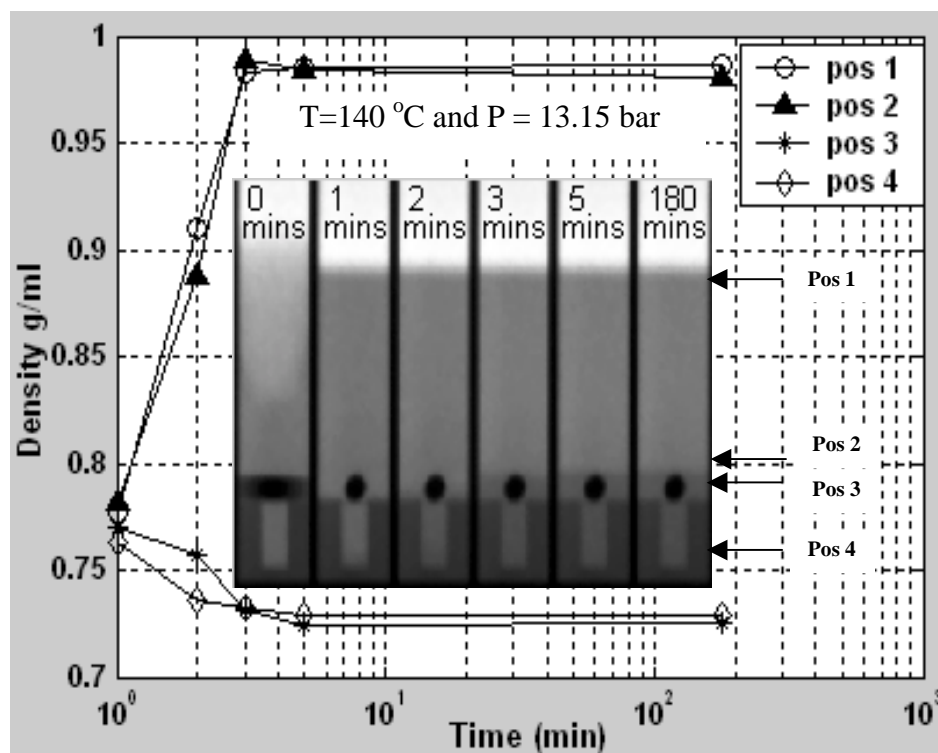 1
0.95
0.9
0.85
0.8
0.75
0.7
Density g/ml
10⁰
10¹
10²
10³
Time (min)
pos 1
pos 2
pos 3
pos 4
T=140 °C and P = 13.15 bar
0 mins
1 mins
2 mins
3 mins
5 mins
180 mins
Pos 1
Pos 2
Pos 3
Pos 4